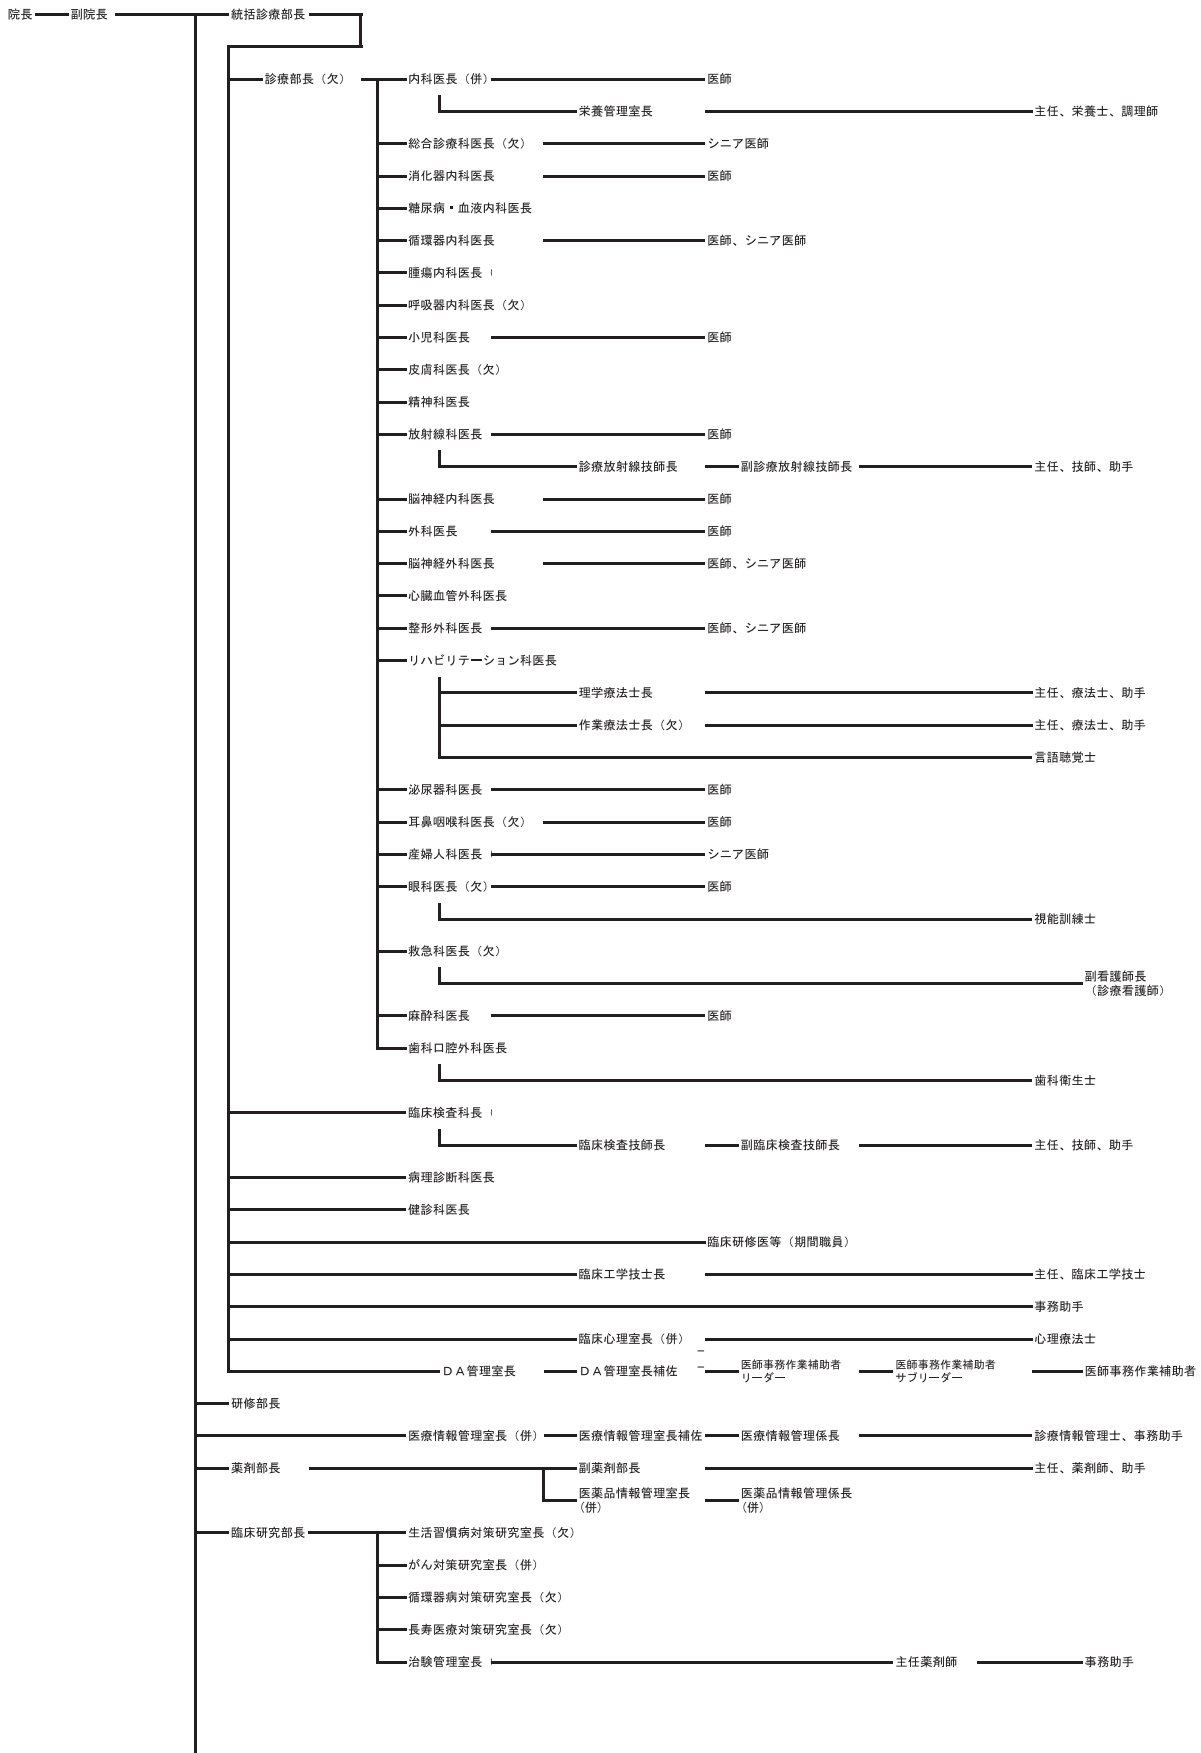 院長 副院長 統括診療部長
診療部長（欠） 内科医長（併） 医師
栄養管理室長 主任、栄養士、調理師
総合診療科医長（欠） シニア医師
消化器内科医長 医師
糖尿病・血液内科医長
循環器内科医長 医師、シニア医師
腫瘍内科医長
呼吸器内科医長（欠）
小児科医長 医師
皮膚科医長（欠）
精神科医長
放射線科医長 医師
診療放射線技師長 副診療放射線技師長 主任、技師、助手
脳神経内科医長 医師
外科医長 医師
脳神経外科医長 医師、シニア医師
心臓血管外科医長
整形外科医長 医師、シニア医師
リハビリテーション科医長
理学療法士長 主任、療法士、助手
作業療法士長（欠） 主任、療法士、助手
言語聴覚士
泌尿器科医長 医師
耳鼻咽喉科医長（欠） 医師
産婦人科医長 シニア医師
眼科医長（欠） 医師
視能訓練士
救急科医長（欠）
副看護師長
（診療看護師）
麻酔科医長 医師
歯科口腔外科医長
歯科衛生士
臨床検査科長
臨床検査技師長 副臨床検査技師長 主任、技師、助手
病理診断科医長
健診科医長
臨床研修医等（期間職員）
臨床工学技士長 主任、臨床工学技士
事務助手
臨床心理室長（併） 心理療法士
ＤＡ管理室長 ＤＡ管理室長補佐 医師事務作業補助者 医師事務作業補助者 医師事務作業補助者
リーダー サブリーダー
研修部長
医療情報管理室長（併） 医療情報管理室長補佐 医療情報管理係長 診療情報管理士、事務助手
薬剤部長 副薬剤部長 主任、薬剤師、助手
医薬品情報管理室長 医薬品情報管理係長
（併） （併）
臨床研究部長 生活習慣病対策研究室長（欠）
がん対策研究室長（併）
循環器病対策研究室長（欠）
長寿医療対策研究室長（欠）
治験管理室長 主任薬剤師 事務助手